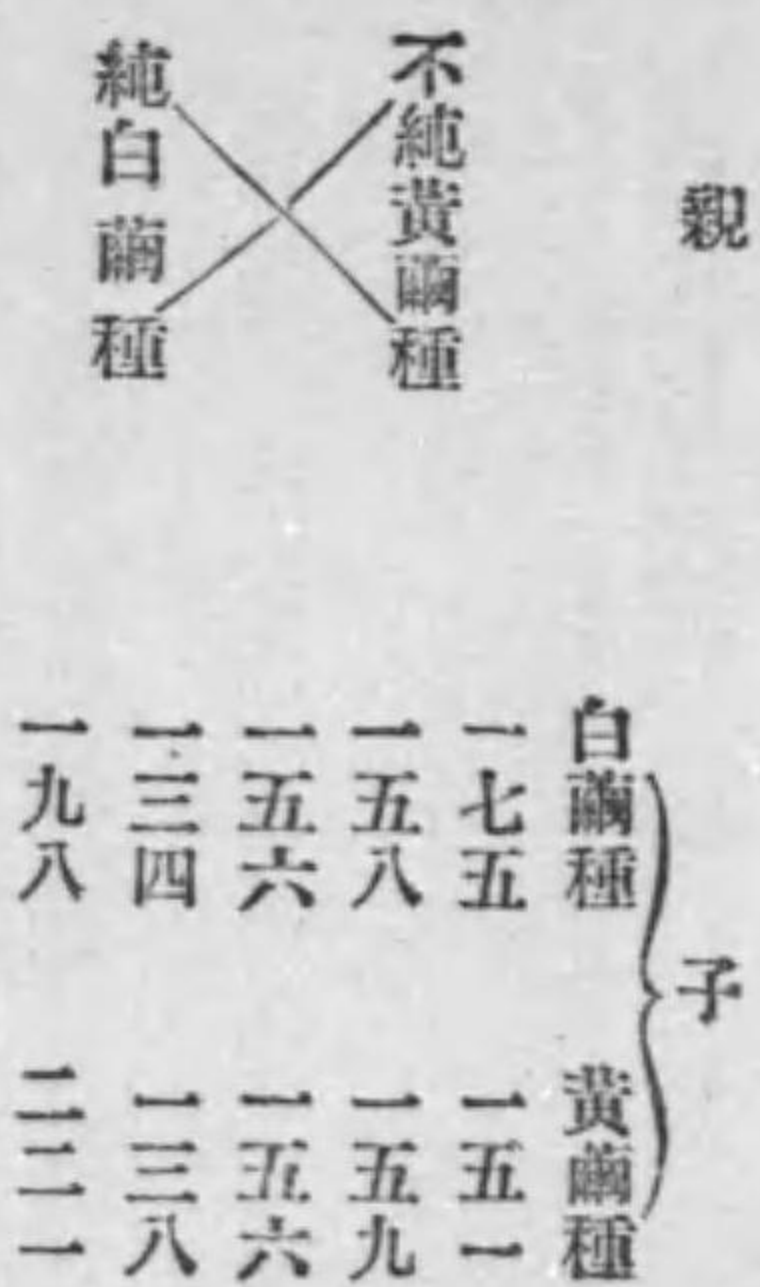 親
子
白繭種
黃繭種
不純黃繭種
純白繭種
一七五
一五一
一五八
一五九
一五六
一五六
一三四
一三八
一九八
二二一